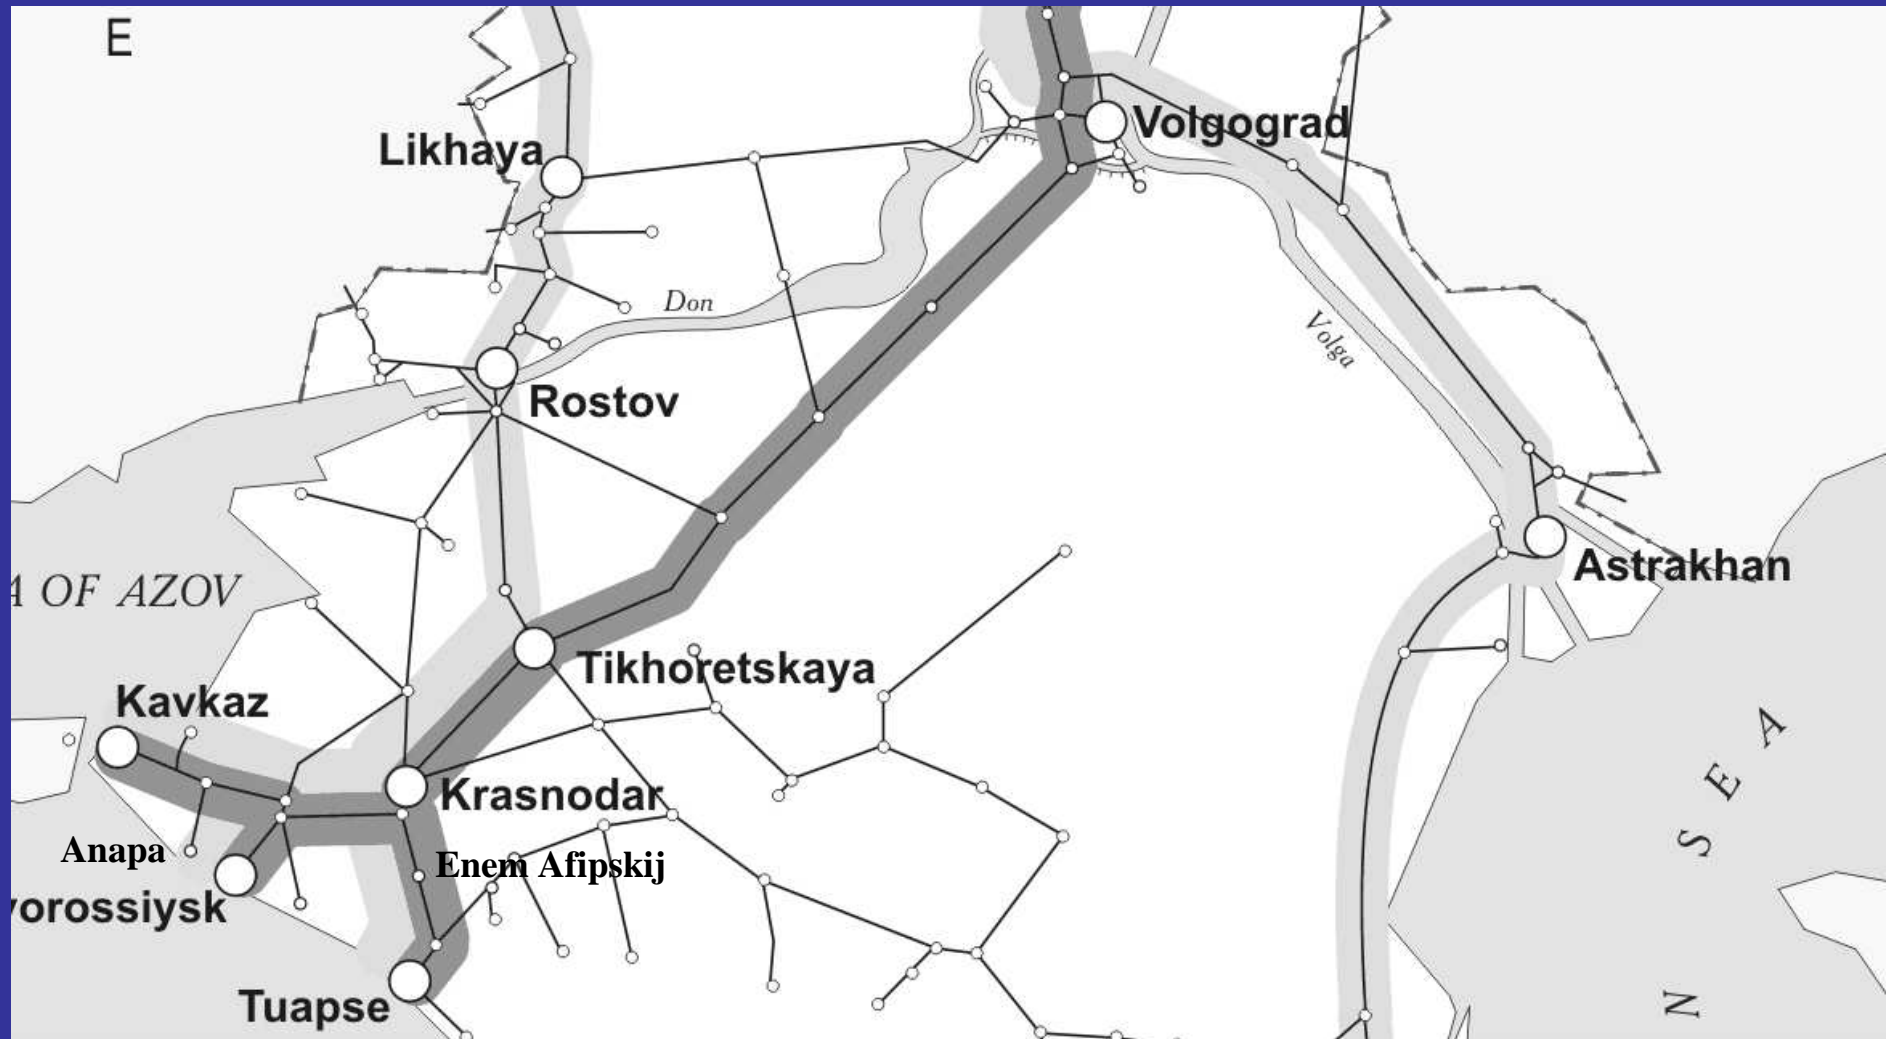 E
Likhaya
Volgograd
Don
Volga
Rostov
Astrakhan
OF AZOV
Tikhoretskaya
Kavkaz
S E A
Krasnodar
Anapa
Enem Afipskij
vorossiysk
Tuapse
N